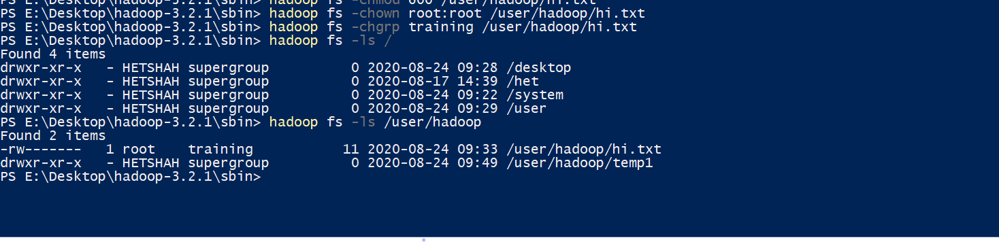 PS E:\Desktop\hadoop-3.2.1\sbin> hadoop fs -chmod 600 /user/hadoop/hi.txt
PS E:\Desktop\hadoop-3.2.1\sbin> hadoop fs -chown root:root /user/hadoop/hi.txt
PS E:\Desktop\hadoop-3.2.1\sbin> hadoop fs -chgrp training /user/hadoop/hi.txt
PS E:\Desktop\hadoop-3.2.1\sbin> hadoop fs -ls /
Found 4 items
drwxr-xr-x   - HETSHAH supergroup          0 2020-08-24 09:28 /desktop
drwxr-xr-x   - HETSHAH supergroup          0 2020-08-17 14:39 /het
drwxr-xr-x   - HETSHAH supergroup          0 2020-08-24 09:22 /system
drwxr-xr-x   - HETSHAH supergroup          0 2020-08-24 09:29 /user
PS E:\Desktop\hadoop-3.2.1\sbin> hadoop fs -ls /user/hadoop
Found 2 items
-rw-------   1 root    training           11 2020-08-24 09:33 /user/hadoop/hi.txt
drwxr-xr-x   - HETSHAH supergroup          0 2020-08-24 09:49 /user/hadoop/temp1
PS E:\Desktop\hadoop-3.2.1\sbin>